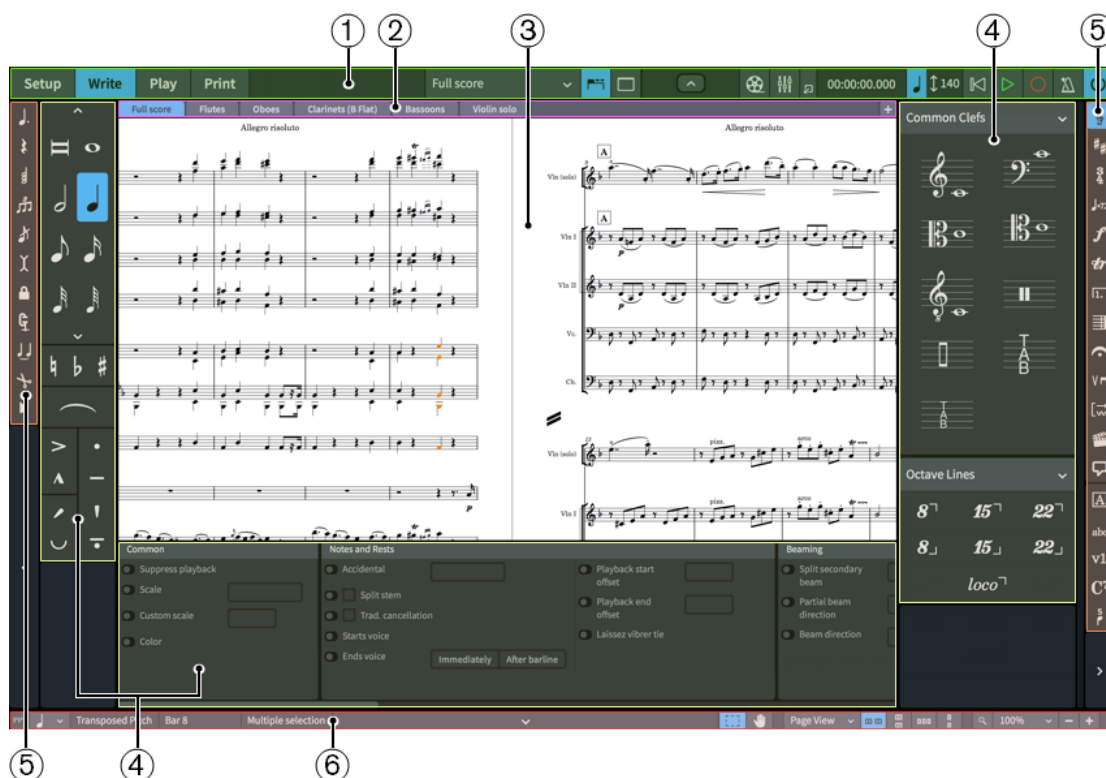 1 2 3 4 5
Setup Write Play Print Full score 00:00:00.000 140
Full score Flutes Oboes Clarinets (B Flat) Bassoons Violin solo +
Allegro risoluto Allegro risoluto
Common Clefs
A
Vln (solo)
A
Vln I
p
Vln II
p
Vc.
Cb.
T
A
B
T
A
B
Vln (solo) pizz. arco
Vln I pizz. arco
p
Octave Lines
8 15 22
8 15 22
loco
Common Notes and Rests Beaming
Suppress playback Accidental Playback start offset Split secondary beam
Scale Split stem Playback end offset Partial beam direction
Custom scale Trad. cancellation Laissez vibrer tie Beam direction
Color Starts voice
Ends voice Immediately After barline
A
abc
v1
Transposed Pitch Bar 8 Multiple selection Page View 100%
5 4 6